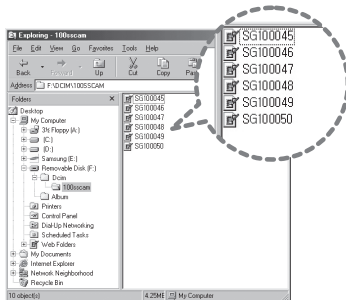 Exploring - 100sscam
File Edit View Go Favorites Tools Help
Back Forward Up Cut Copy
Address F:\DCIM\100SSCAM
Folders
Desktop
My Computer
3½ Floppy (A:)
(C:)
(D:)
Samsung (E:)
Removable Disk (F:)
Dcim
100sscam
Album
Printers
Control Panel
Dial-Up Networking
Scheduled Tasks
Web Folders
My Documents
Internet Explorer
Network Neighborhood
Recycle Bin
SG100045
SG100046
SG100047
SG100048
SG100049
SG100050
SG100045
SG100046
SG100047
SG100048
SG100049
SG100050
10 object(s) 4.25MB My Computer